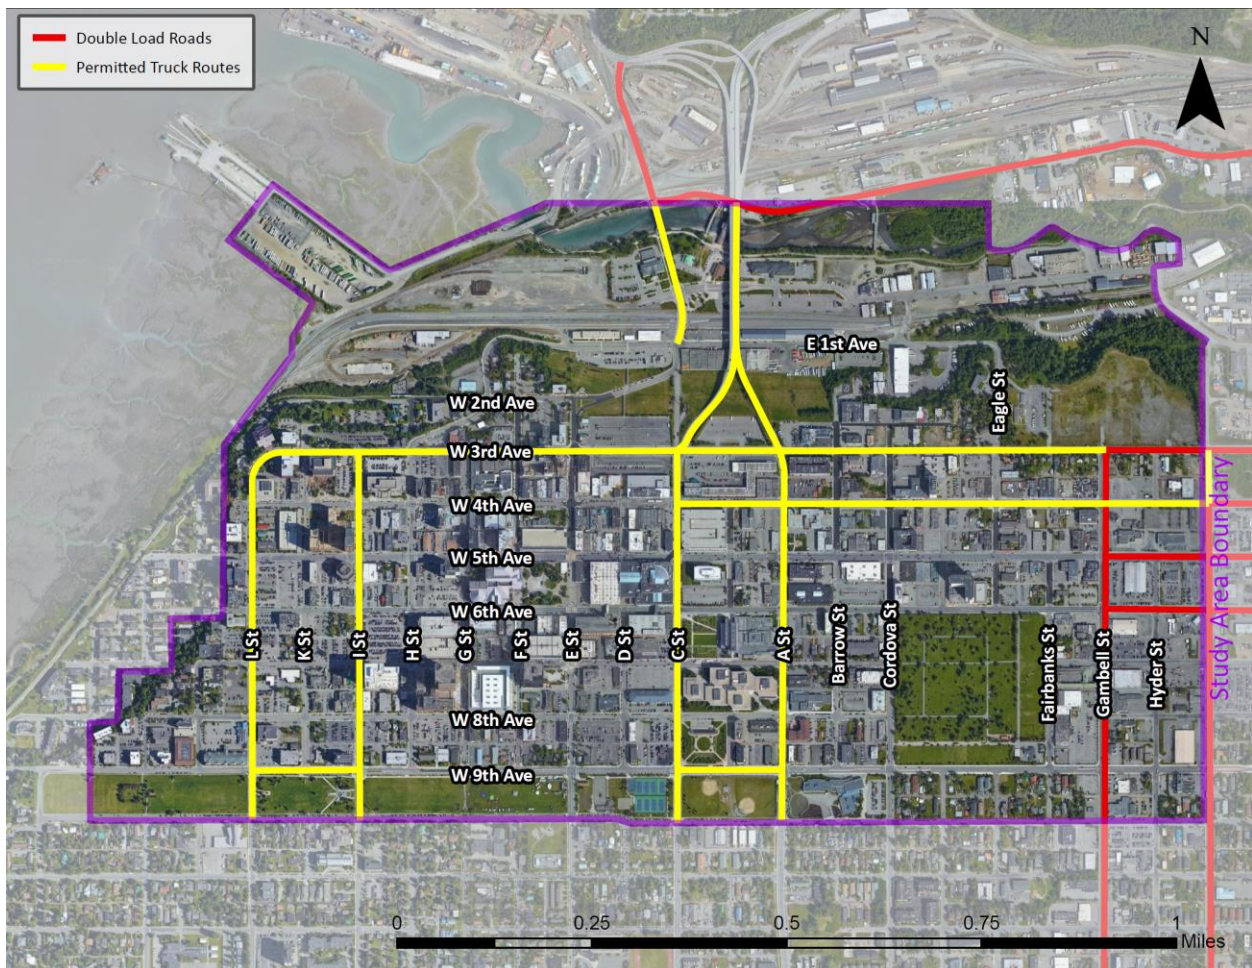 Double Load Roads
Permitted Truck Routes
N
E 1st Ave
Eagle St
W 2nd Ave
W 3rd Ave
W 4th Ave
W 5th Ave
W 6th Ave
L St
K St
I St
H St
G St
F St
E St
D St
C St
A St
Barrow St
Cordova St
Fairbanks St
Gambell St
Hyder St
Study Area Boundary
W 8th Ave
W 9th Ave
0 0.25 0.5 0.75 1
Miles